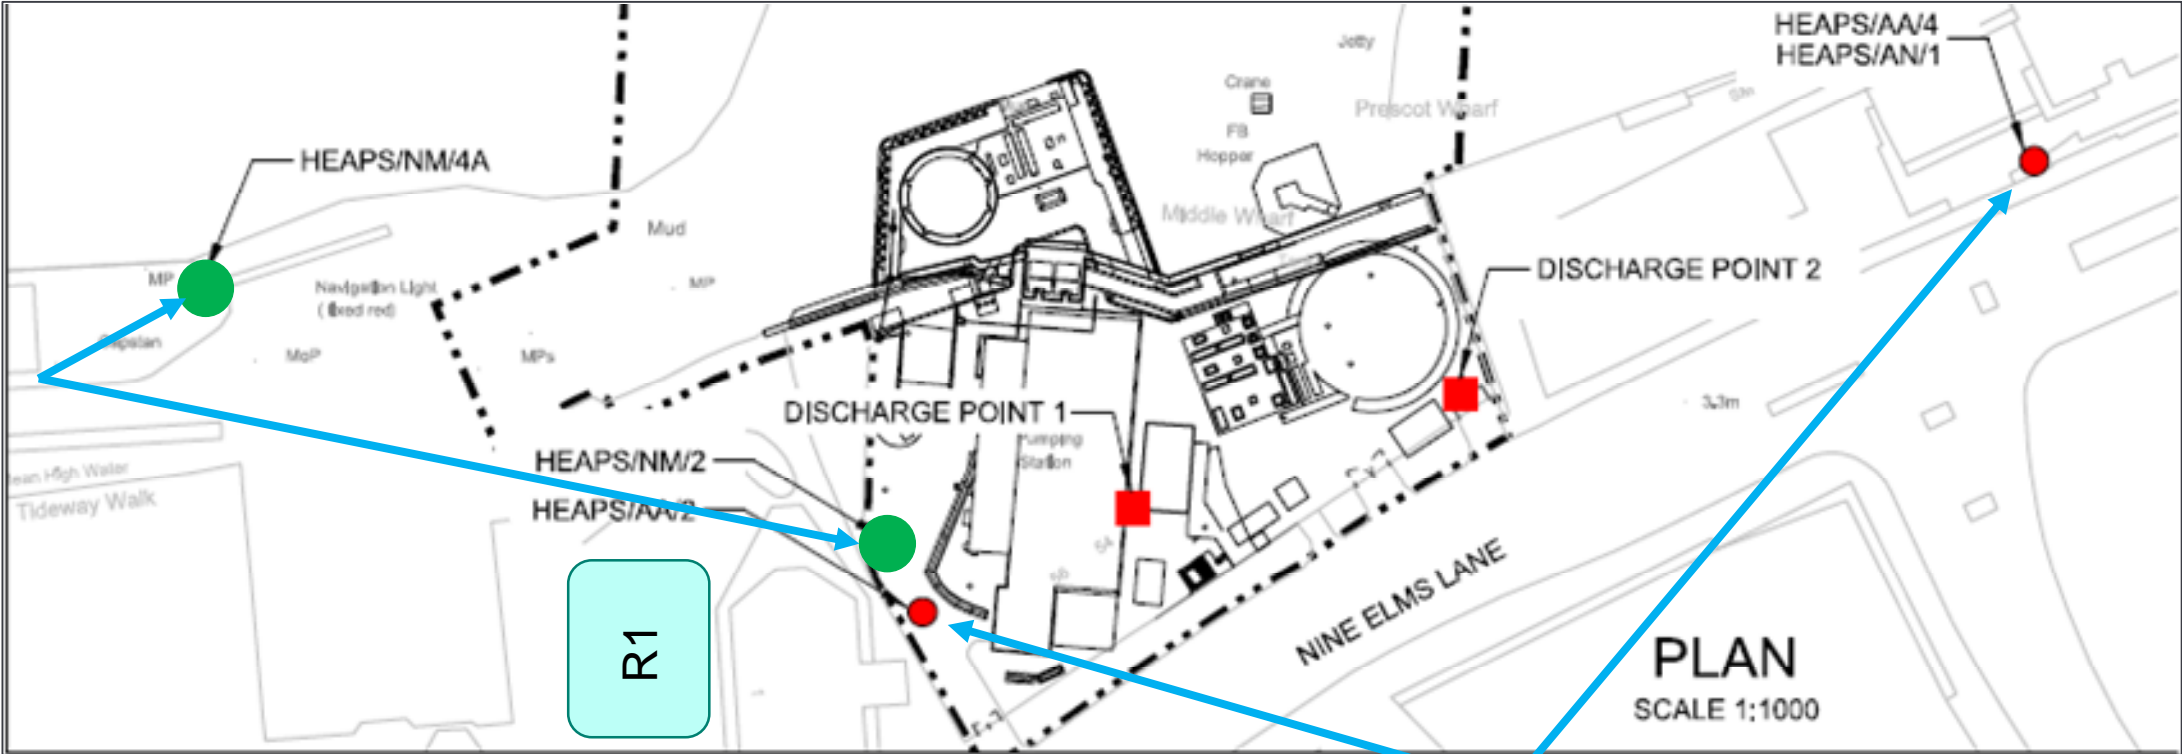 HEAPS/AA/4
HEAPS/AN/1
Jetty
Crane
Prescot Wharf
FB
Hopper
HEAPS/NM/4A
Middle Wharf
Mud
MP
Navigation Light
(fixed red)
MP
DISCHARGE POINT 2
Capstan
MoP
MPs
3.3m
DISCHARGE POINT 1
Pumping
Station
HEAPS/NM/2
HEAPS/AA/2
Mean High Water
Tideway Walk
54
NINE ELMS LANE
R1
PLAN
SCALE 1:1000